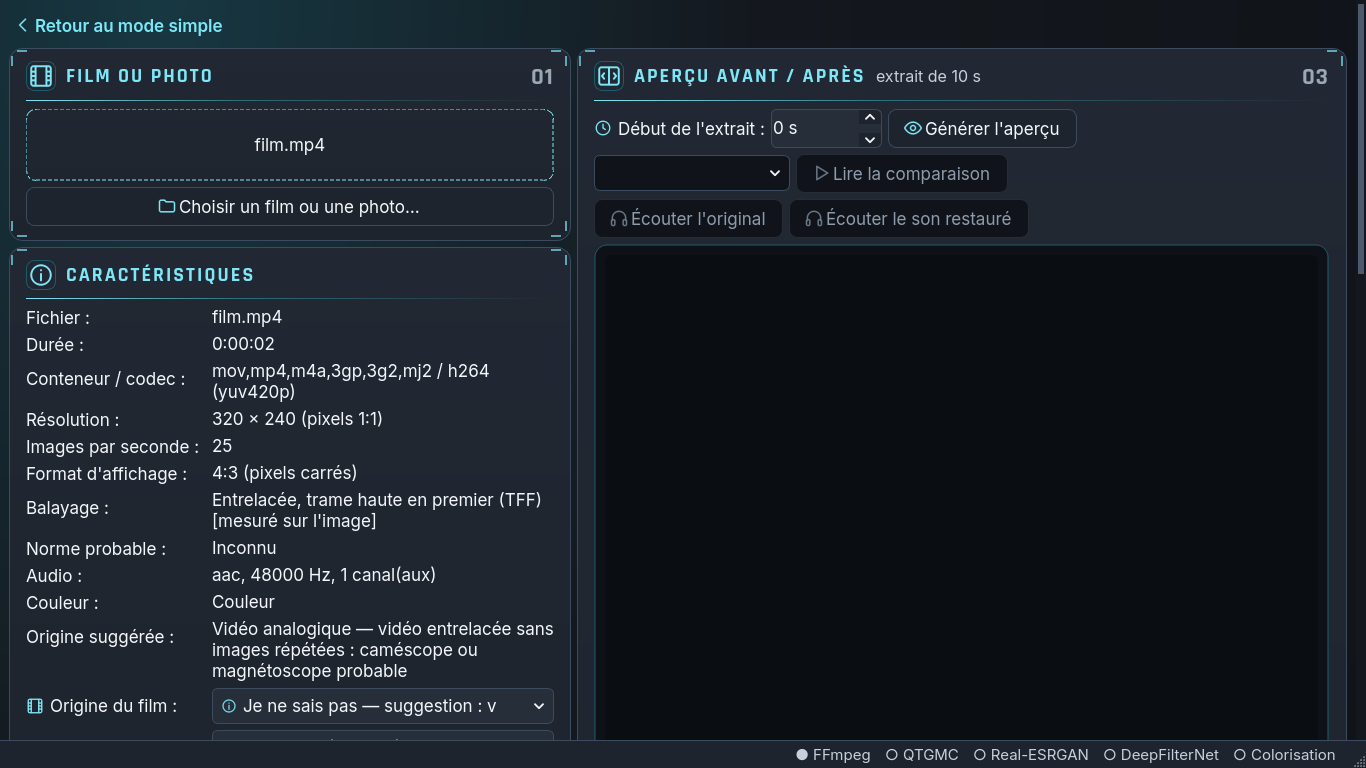 Retour au mode simple
FILM OU PHOTO 01
film.mp4
Choisir un film ou une photo...
CARACTÉRISTIQUES
Fichier : film.mp4
Durée : 0:00:02
Conteneur / codec : mov,mp4,m4a,3gp,3g2,mj2 / h264
(yuv420p)
Résolution : 320 × 240 (pixels 1:1)
Images par seconde : 25
Format d'affichage : 4:3 (pixels carrés)
Balayage : Entrelacée, trame haute en premier (TFF)
[mesuré sur l'image]
Norme probable : Inconnu
Audio : aac, 48000 Hz, 1 canal(aux)
Couleur : Couleur
Origine suggérée : Vidéo analogique — vidéo entrelacée sans
images répétées : caméscope ou
magnétoscope probable
Origine du film : Je ne sais pas — suggestion : v
APERÇU AVANT / APRÈS extrait de 10 s 03
Début de l'extrait : 0 s Générer l'aperçu
Lire la comparaison
Écouter l'original Écouter le son restauré
FFmpeg QTGMC Real-ESRGAN DeepFilterNet Colorisation